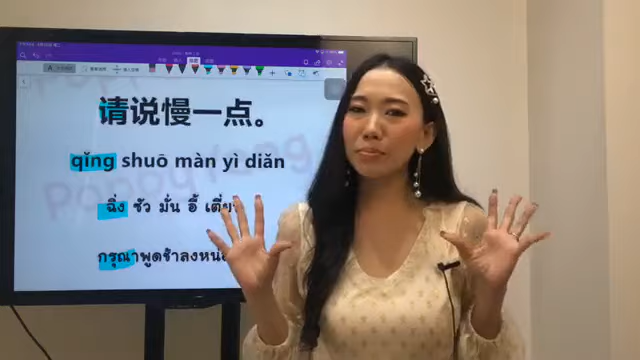 请说慢一点。
qǐng shuō màn yì diǎn
ฉิ่ง ซัว มั่น อี้
กรุณาพูดช้าลง